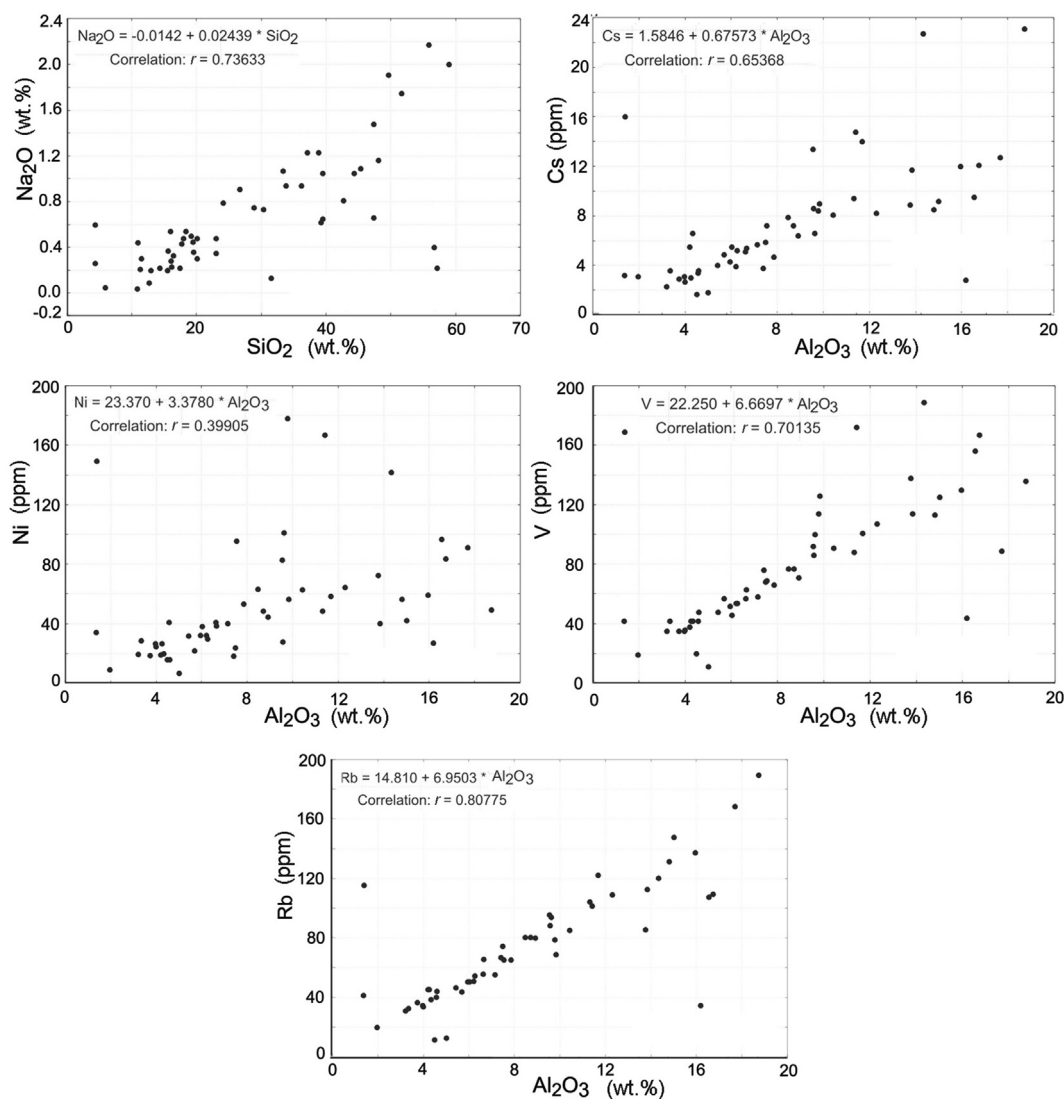 Na₂O = -0.0142 + 0.02439 * SiO₂
Correlation: r = 0.73633
Na₂O (wt.%)
2.4
2.0
1.6
1.2
0.8
0.4
0.0
-0.2
0 20 40 60 70
SiO₂ (wt.%)
Cs = 1.5846 + 0.67573 * Al₂O₃
Correlation: r = 0.65368
Cs (ppm)
24
20
16
12
8
4
0
0 4 8 12 16 20
Al₂O₃ (wt.%)
Ni = 23.370 + 3.3780 * Al₂O₃
Correlation: r = 0.39905
Ni (ppm)
200
160
120
80
40
0
0 4 8 12 16 20
Al₂O₃ (wt.%)
V = 22.250 + 6.6697 * Al₂O₃
Correlation: r = 0.70135
V (ppm)
200
160
120
80
40
0
0 4 8 12 16 20
Al₂O₃ (wt.%)
Rb = 14.810 + 6.9503 * Al₂O₃
Correlation: r = 0.80775
Rb (ppm)
200
160
120
80
40
0
0 4 8 12 16 20
Al₂O₃ (wt.%)